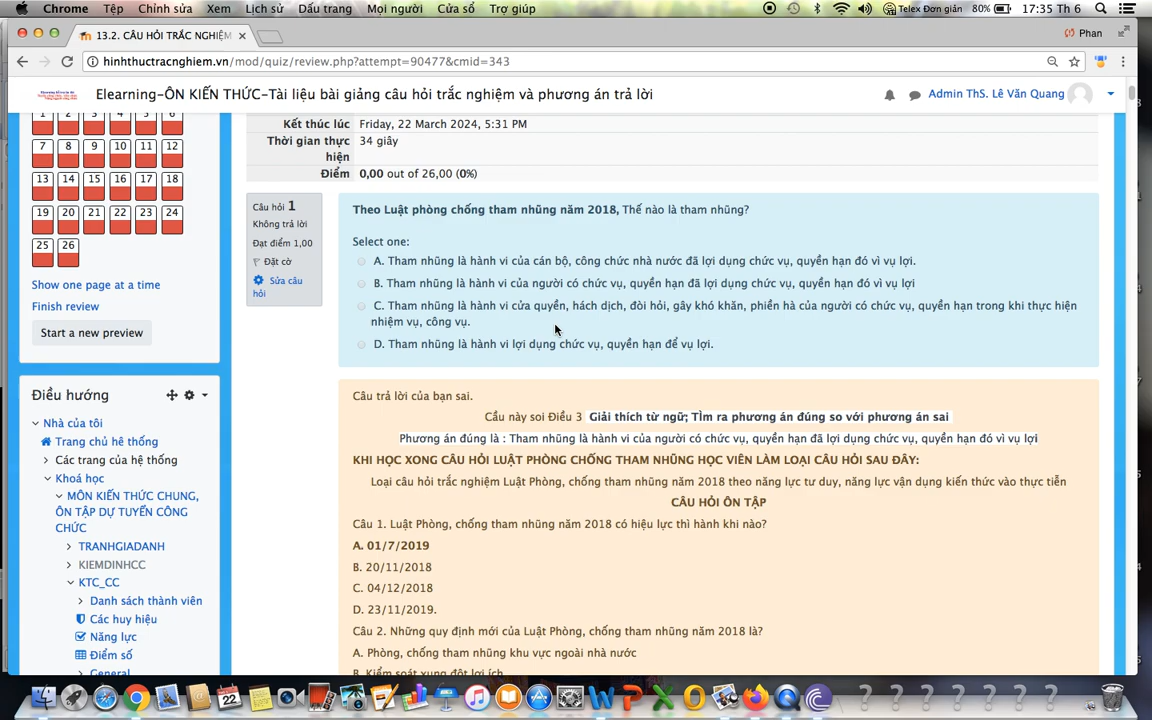 Chrome Tệp Chỉnh sửa Xem Lịch sử Dấu trang Mọi người Cửa sổ Trợ giúp Telex Đơn giản 80% 17:35 Th 6
13.2. CÂU HỎI TRẮC NGHIỆM Phan
hinhthuctracnghiem.vn/mod/quiz/review.php?attempt=90477&cmid=343
Elearning-ÔN KIẾN THỨC-Tài liệu bài giảng câu hỏi trắc nghiệm và phương án trả lời Admin ThS. Lê Văn Quang
1 2 3 4 5 6
7 8 9 10 11 12
13 14 15 16 17 18
19 20 21 22 23 24
25 26
Show one page at a time
Finish review
Start a new preview
Điều hướng
Nhà của tôi
Trang chủ hệ thống
Các trang của hệ thống
Khoá học
MÔN KIẾN THỨC CHUNG,
ÔN TẬP DỰ TUYỂN CÔNG
CHỨC
TRANHGIADANH
KIEMDINHCC
KTC_CC
Danh sách thành viên
Các huy hiệu
Năng lực
Điểm số
General
Kết thúc lúc Friday, 22 March 2024, 5:31 PM
Thời gian thực 34 giây
hiện
Điểm 0,00 out of 26,00 (0%)
Câu hỏi 1
Không trả lời
Đạt điểm 1,00
Đặt cờ
Sửa câu
hỏi
Theo Luật phòng chống tham nhũng năm 2018, Thế nào là tham nhũng?
Select one:
A. Tham nhũng là hành vi của cán bộ, công chức nhà nước đã lợi dụng chức vụ, quyền hạn đó vì vụ lợi.
B. Tham nhũng là hành vi của người có chức vụ, quyền hạn đã lợi dụng chức vụ, quyền hạn đó vì vụ lợi
C. Tham nhũng là hành vi cửa quyền, hách dịch, đòi hỏi, gây khó khăn, phiền hà của người có chức vụ, quyền hạn trong khi thực hiện
nhiệm vụ, công vụ.
D. Tham nhũng là hành vi lợi dụng chức vụ, quyền hạn để vụ lợi.
Câu trả lời của bạn sai.
Cầu này soi Điều 3 Giải thích từ ngữ; TÌm ra phương án đúng so với phương án sai
Phương án đúng là : Tham nhũng là hành vi của người có chức vụ, quyền hạn đã lợi dụng chức vụ, quyền hạn đó vì vụ lợi
KHI HỌC XONG CÂU HỎI LUẬT PHÒNG CHỐNG THAM NHŨNG HỌC VIÊN LÀM LOẠI CÂU HỎI SAU ĐÂY:
Loại câu hỏi trắc nghiệm Luật Phòng, chống tham nhũng năm 2018 theo năng lực tư duy, năng lực vận dụng kiến thức vào thực tiễn
CÂU HỎI ÔN TẬP
Câu 1. Luật Phòng, chống tham nhũng năm 2018 có hiệu lực thì hành khi nào?
A. 01/7/2019
B. 20/11/2018
C. 04/12/2018
D. 23/11/2019.
Câu 2. Những quy định mới của Luật Phòng, chống tham nhũng năm 2018 là?
A. Phòng, chống tham nhũng khu vực ngoài nhà nước
B. Kiểm soát xung đột lợi ích